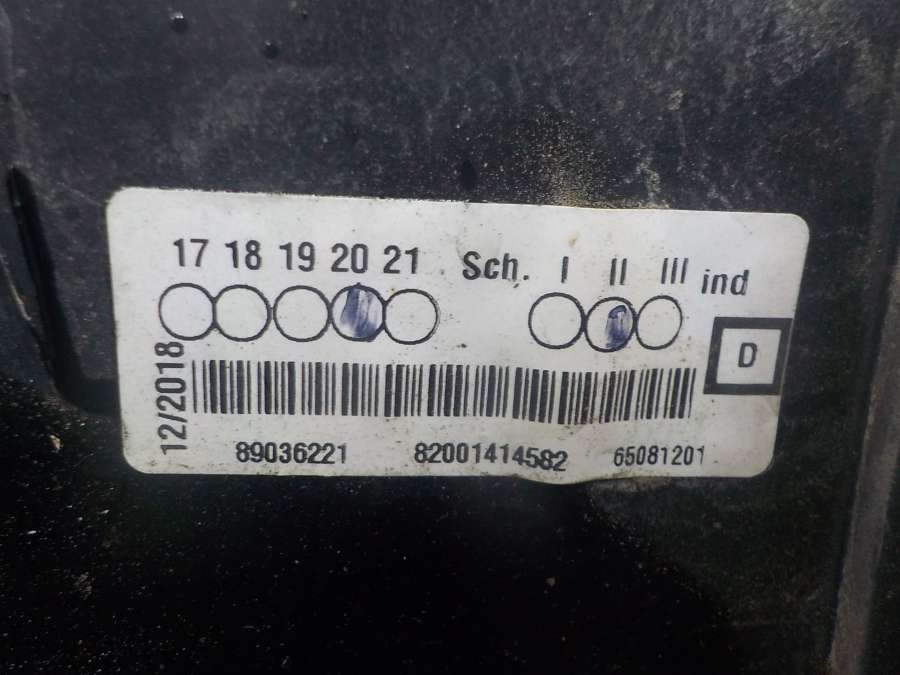 17 18 19 20 21 Sch. I II III ind
D
12/2018
89036221 82001414582 65081201